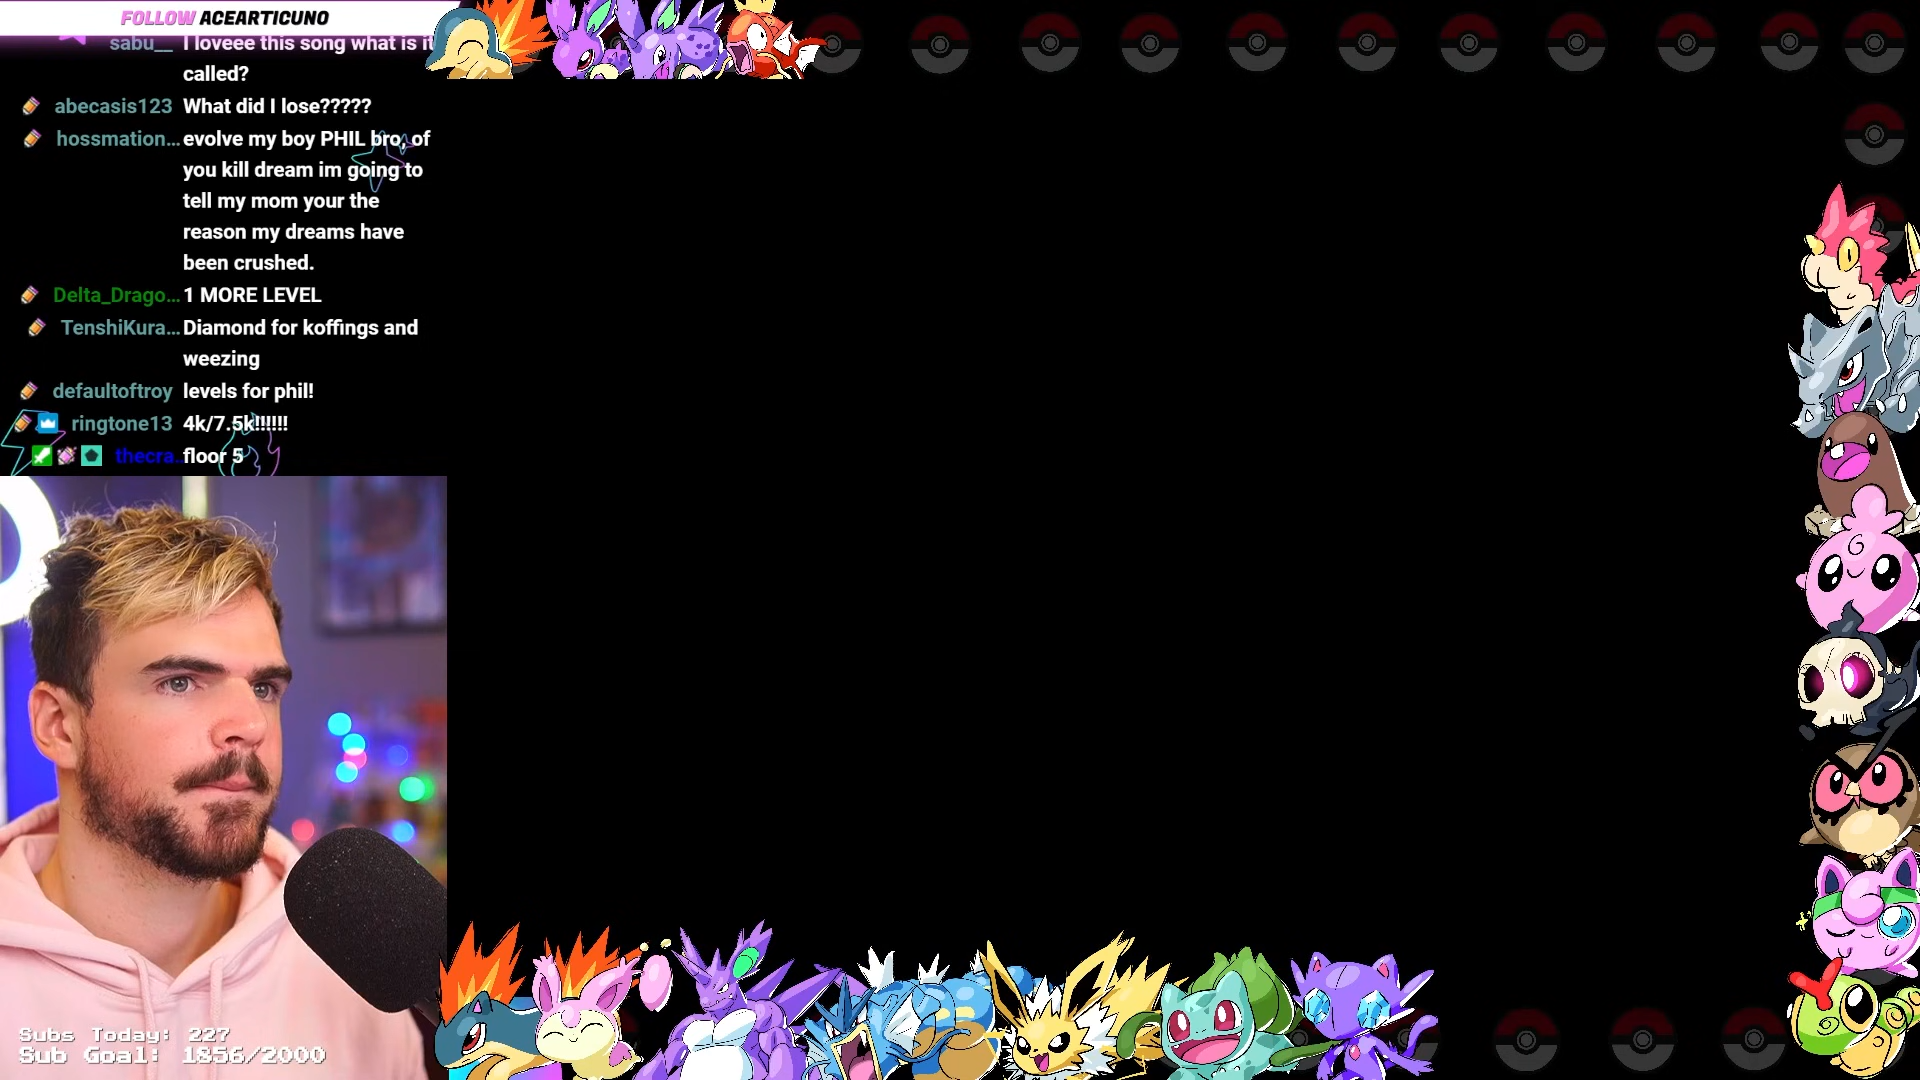 FOLLOW ACEARTICUNO
sabu__ I loveee this song what is it
called?
abecasis123 What did I lose?????
hossmation... evolve my boy PHIL bro, of
you kill dream im going to
tell my mom your the
reason my dreams have
been crushed.
Delta_Drago... 1 MORE LEVEL
TenshiKura... Diamond for koffings and
weezing
defaultoftroy levels for phil!
ringtone13 4k/7.5k!!!!!!
thecra... floor 5
Subs Today: 227
Sub Goal: 1856/2000